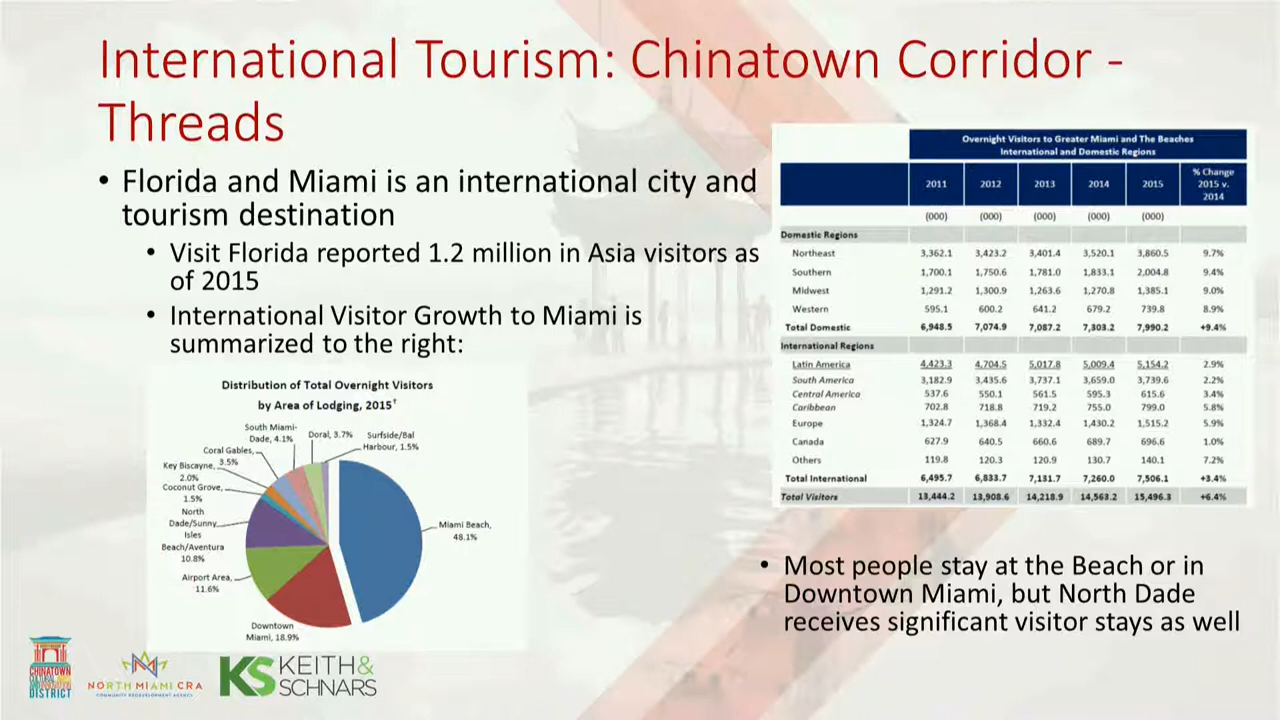 International Tourism: Chinatown Corridor -
Threads
• Florida and Miami is an international city and
tourism destination
• Visit Florida reported 1.2 million in Asia visitors as
of 2015
• International Visitor Growth to Miami is
summarized to the right:
Distribution of Total Overnight Visitors
by Area of Lodging, 2015†
South Miami-
Dade, 4.1%
Doral, 3.7%
Surfside/Bal
Harbour, 1.5%
Coral Gables,
3.5%
Key Biscayne,
2.0%
Coconut Grove,
1.5%
North
Dade/Sunny
Isles
Beach/Aventura
10.8%
Airport Area,
11.6%
Downtown
Miami, 18.9%
Miami Beach,
48.1%
Overnight Visitors to Greater Miami and The Beaches
International and Domestic Regions
2011 2012 2013 2014 2015 % Change 2015 v. 2014
(000) (000) (000) (000) (000)
Domestic Regions
Northeast 3,362.1 3,423.2 3,401.4 3,520.1 3,860.5 9.7%
Southern 1,700.1 1,750.6 1,781.0 1,833.1 2,004.8 9.4%
Midwest 1,291.2 1,300.9 1,263.6 1,270.8 1,385.1 9.0%
Western 595.1 600.2 641.2 679.2 739.8 8.9%
Total Domestic 6,948.5 7,074.9 7,087.2 7,303.2 7,990.2 +9.4%
International Regions
Latin America 4,423.3 4,704.5 5,017.8 5,009.4 5,154.2 2.9%
South America 3,182.9 3,435.6 3,737.1 3,659.0 3,739.6 2.2%
Central America 537.6 550.1 561.5 595.3 615.6 3.4%
Caribbean 702.8 718.8 719.2 755.0 799.0 5.8%
Europe 1,324.7 1,368.4 1,332.4 1,430.2 1,515.2 5.9%
Canada 627.9 640.5 660.6 689.7 696.6 1.0%
Others 119.8 120.3 120.9 130.7 140.1 7.2%
Total International 6,495.7 6,833.7 7,131.7 7,260.0 7,506.1 +3.4%
Total Visitors 13,444.2 13,908.6 14,218.9 14,563.2 15,496.3 +6.4%
• Most people stay at the Beach or in
Downtown Miami, but North Dade
receives significant visitor stays as well
CHINATOWN
DISTRICT
NORTH MIAMI CRA
COMMUNITY REDEVELOPMENT AGENCY
KS KEITH&
SCHNARS